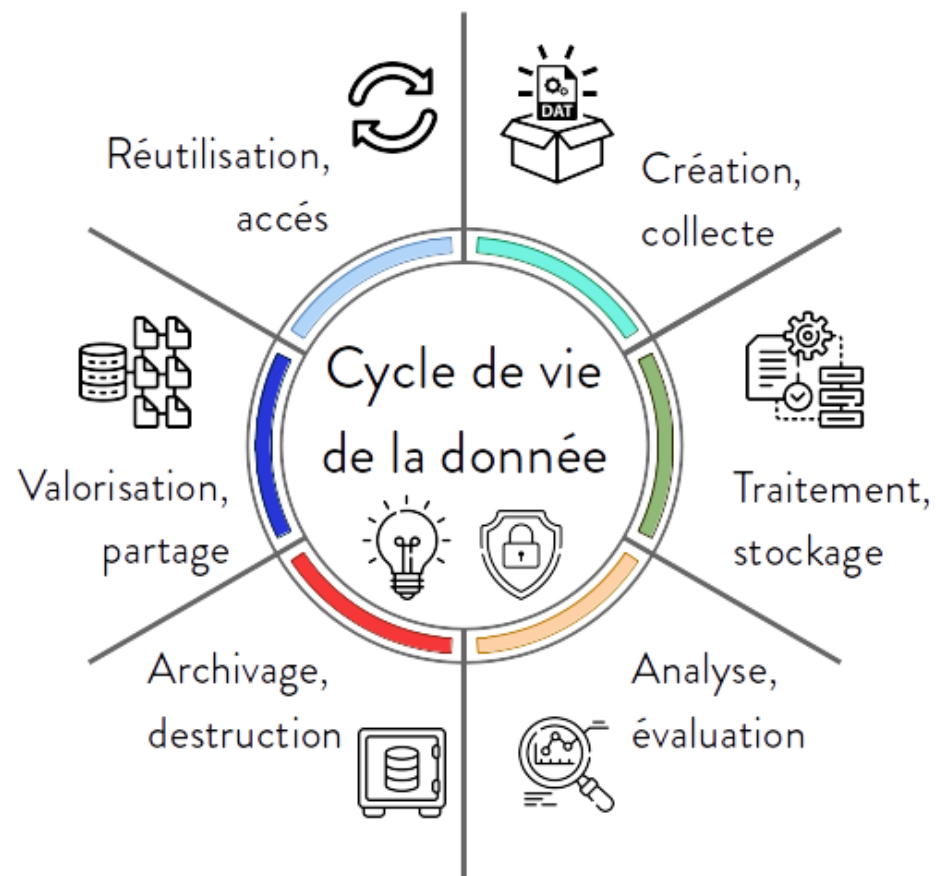 Réutilisation,
accés
DAT
Création,
collecte
Cycle de vie
de la donnée
Valorisation,
partage
Traitement,
stockage
Archivage,
destruction
Analyse,
évaluation